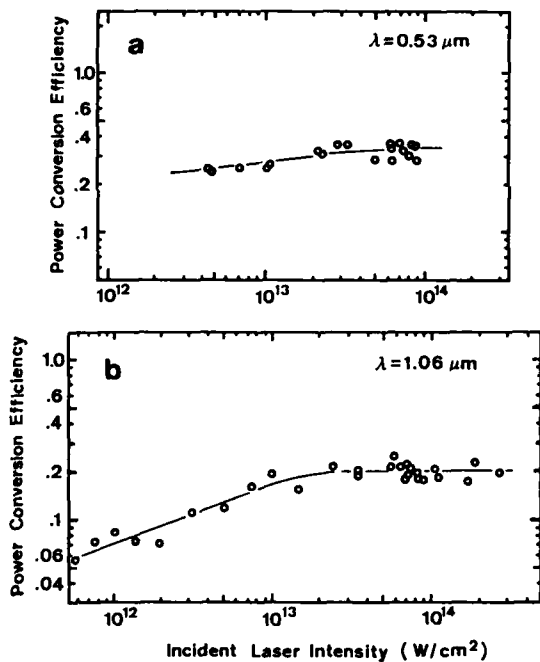 a
λ=0.53 μm
Power Conversion Efficiency
1.0
.6
.4
.2
.1
10¹²
10¹³
10¹⁴
b
λ=1.06 μm
Power Conversion Efficiency
1.0
.4
.2
.1
.06
.04
10¹²
10¹³
10¹⁴
Incident Laser Intensity (W/cm²)